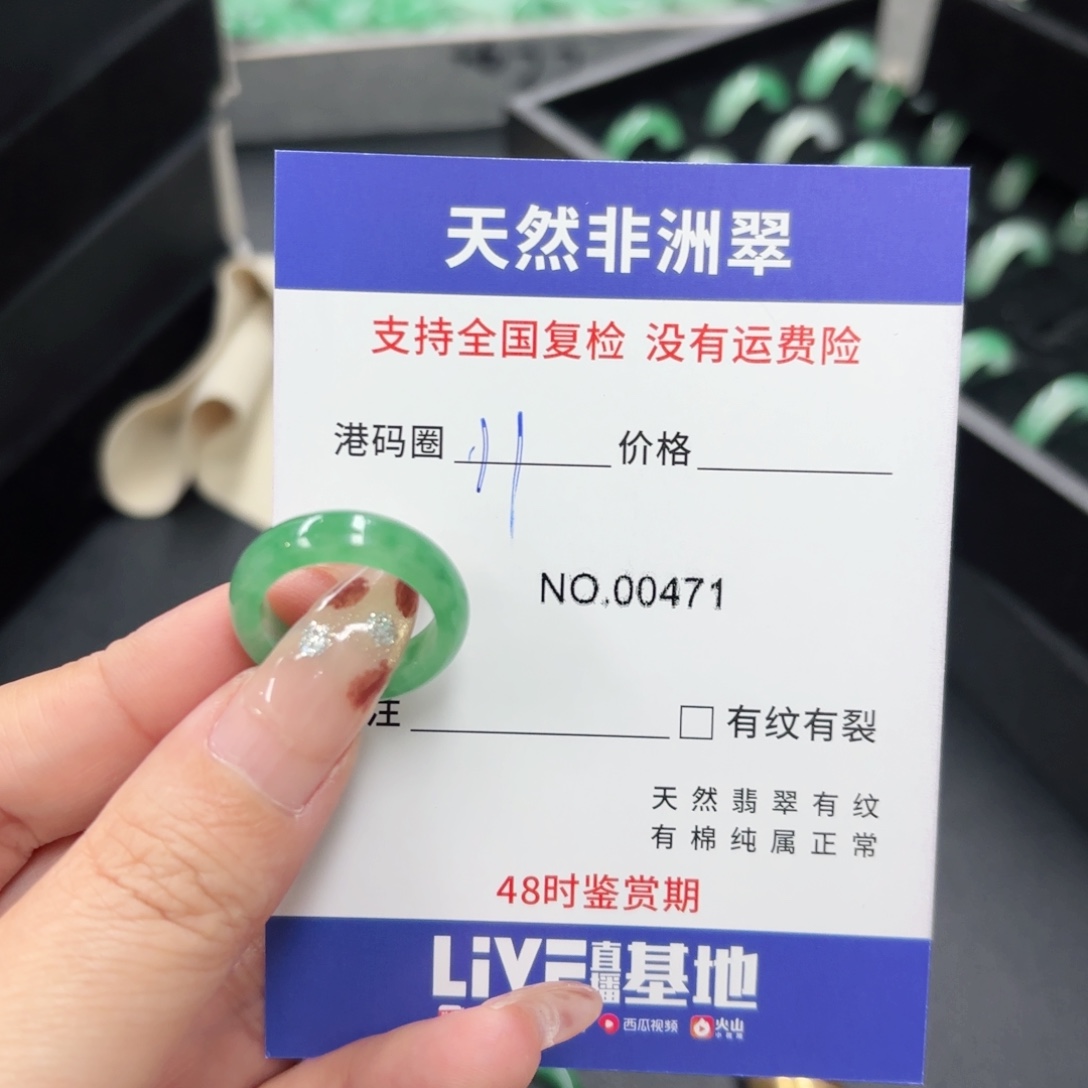 天然非洲翠
支持全国复检 没有运费险
港码圈 11 价格
NO.00471
注 □ 有纹有裂
天然翡翠有纹
有棉纯属正常
48时鉴赏期
LiVE直播基地
西瓜视频 火山